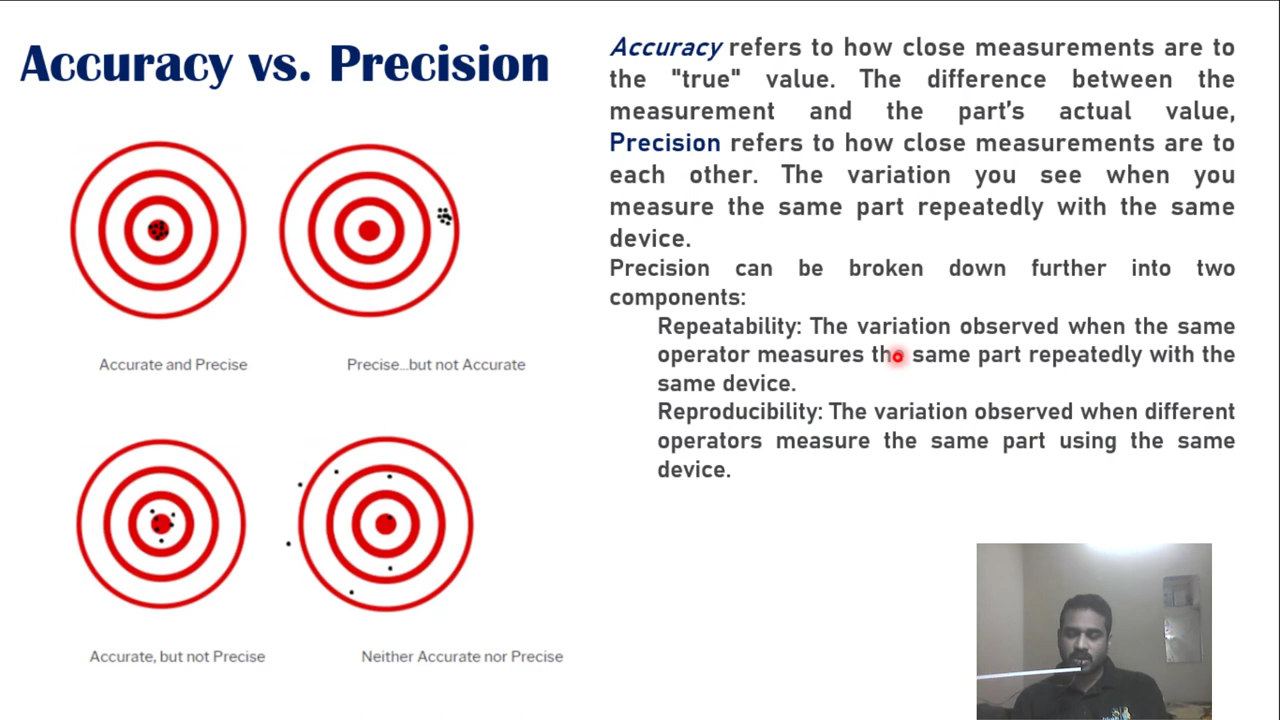 Accuracy vs. Precision
Accurate and Precise
Precise...but not Accurate
Accurate, but not Precise
Neither Accurate nor Precise
Accuracy refers to how close measurements are to
the "true" value. The difference between the
measurement and the part's actual value,
Precision refers to how close measurements are to
each other. The variation you see when you
measure the same part repeatedly with the same
device.
Precision can be broken down further into two
components:
Repeatability: The variation observed when the same
operator measures the same part repeatedly with the
same device.
Reproducibility: The variation observed when different
operators measure the same part using the same
device.